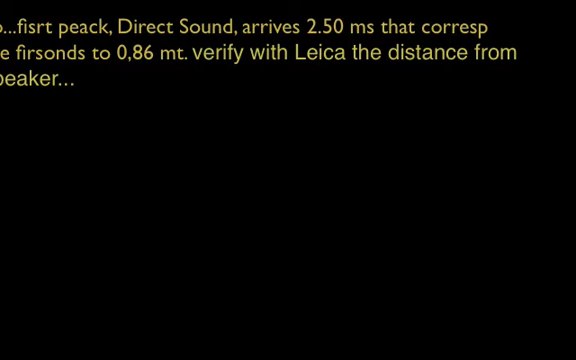 o...fisrt peack, Direct Sound, arrives 2.50 ms that corresp
e firsonds to 0,86 mt. verify with Leica the distance from
peaker...